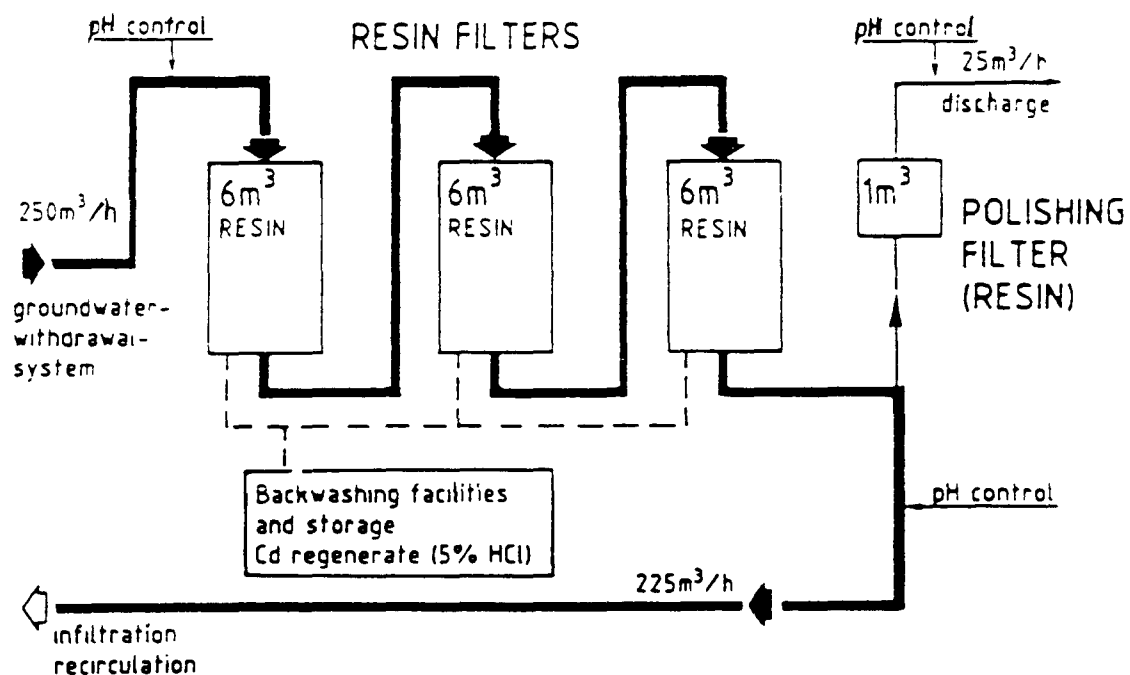 pH control
RESIN FILTERS
pH control
25m³/h
discharge
250m³/h
6m³
RESIN
6m³
RESIN
6m³
RESIN
1m³
POLISHING
FILTER
(RESIN)
groundwater-
withdrawal-
system
Backwashing facilities
and storage
Cd regenerate (5% HCl)
pH control
225m³/h
infiltration
recirculation